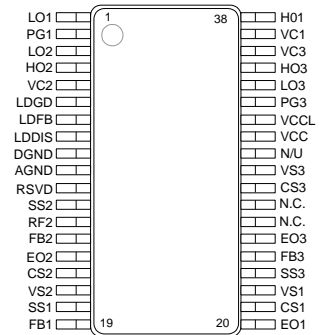 LO1 1 38 H01
PG1 VC1
LO2 VC3
HO2 HO3
VC2 LO3
LDGD PG3
LDFB VCCL
LDDIS VCC
DGND N/U
AGND VS3
RSVD CS3
SS2 N.C.
RF2 N.C.
FB2 EO3
EO2 FB3
CS2 SS3
VS2 VS1
SS1 CS1
FB1 19 20 EO1